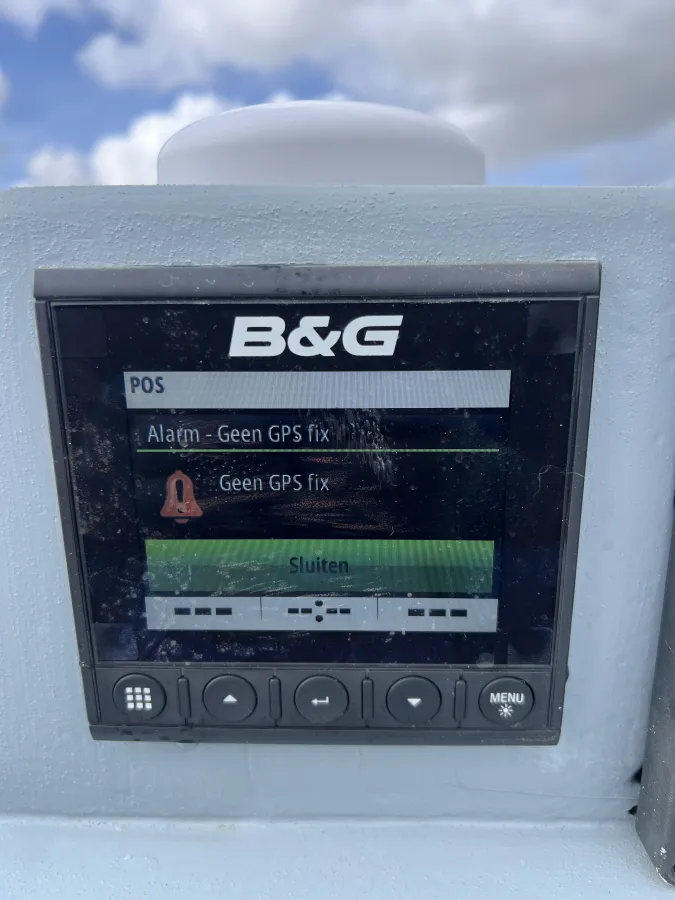 B&G
POS
Alarm - Geen GPS fix
Geen GPS fix
Sluiten
MENU